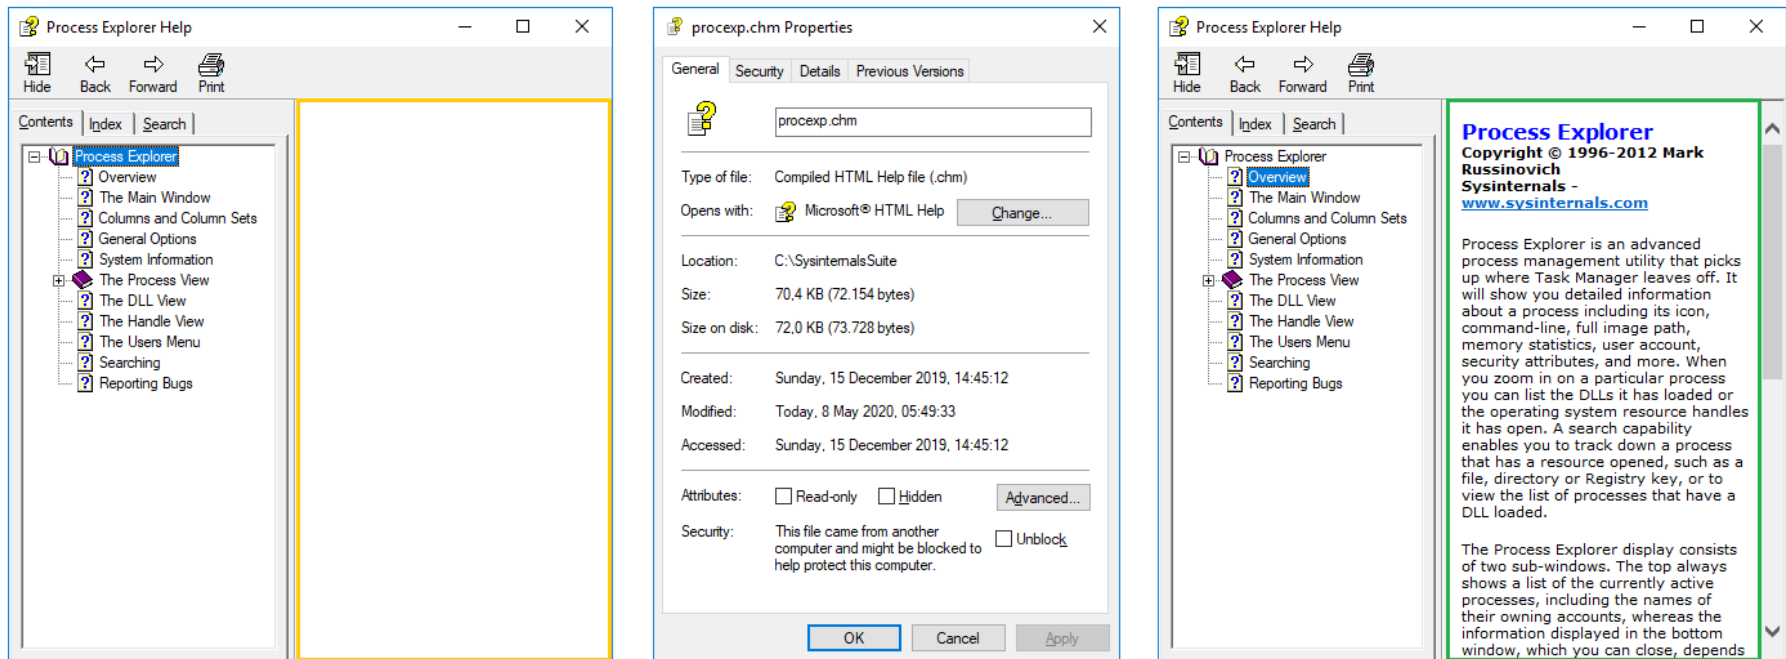 Process Explorer Help
Hide Back Forward Print
Contents Index Search
Process Explorer
Overview
The Main Window
Columns and Column Sets
General Options
System Information
The Process View
The DLL View
The Handle View
The Users Menu
Searching
Reporting Bugs
procexp.chm Properties
General Security Details Previous Versions
procexp.chm
Type of file: Compiled HTML Help file (.chm)
Opens with: Microsoft® HTML Help Change...
Location: C:\SysinternalsSuite
Size: 70,4 KB (72.154 bytes)
Size on disk: 72,0 KB (73.728 bytes)
Created: Sunday, 15 December 2019, 14:45:12
Modified: Today, 8 May 2020, 05:49:33
Accessed: Sunday, 15 December 2019, 14:45:12
Attributes: Read-only Hidden Advanced...
Security: This file came from another
computer and might be blocked to
help protect this computer.
Unblock
OK Cancel Apply
Process Explorer Help
Hide Back Forward Print
Contents Index Search
Process Explorer
Overview
The Main Window
Columns and Column Sets
General Options
System Information
The Process View
The DLL View
The Handle View
The Users Menu
Searching
Reporting Bugs
Process Explorer
Copyright © 1996-2012 Mark
Russinovich
Sysinternals -
www.sysinternals.com
Process Explorer is an advanced
process management utility that picks
up where Task Manager leaves off. It
will show you detailed information
about a process including its icon,
command-line, full image path,
memory statistics, user account,
security attributes, and more. When
you zoom in on a particular process
you can list the DLLs it has loaded or
the operating system resource handles
it has open. A search capability
enables you to track down a process
that has a resource opened, such as a
file, directory or Registry key, or to
view the list of processes that have a
DLL loaded.
The Process Explorer display consists
of two sub-windows. The top always
shows a list of the currently active
processes, including the names of
their owning accounts, whereas the
information displayed in the bottom
window, which you can close, depends